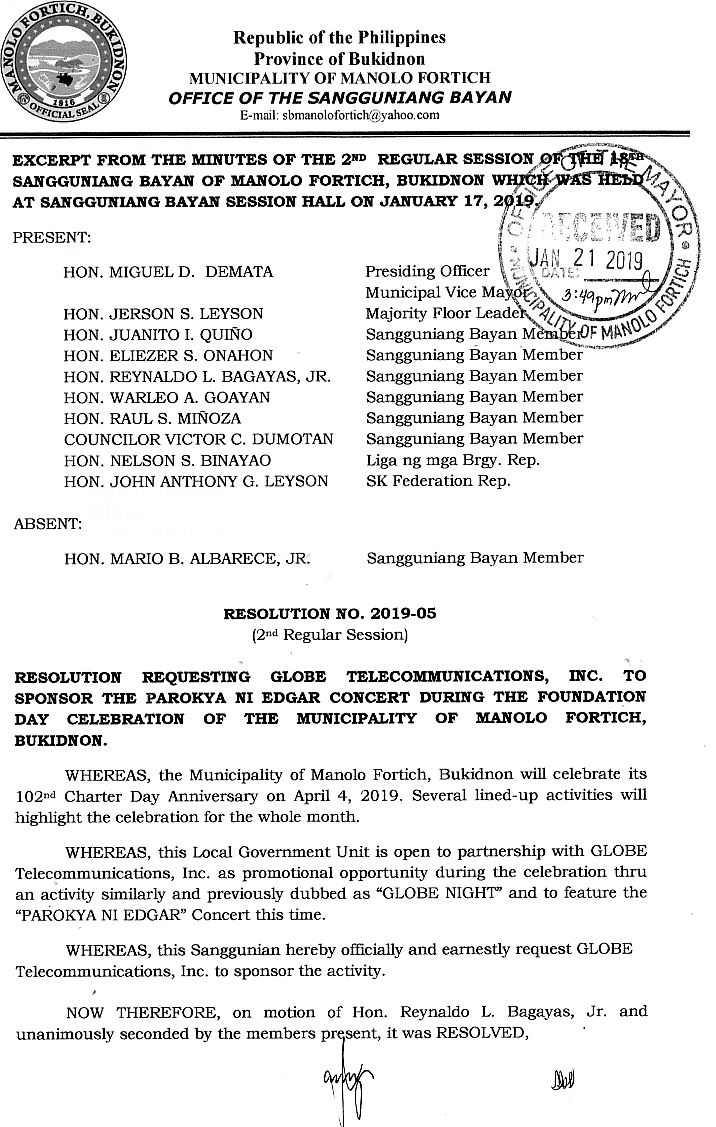 MANOLO FORTICH, BUKIDNON
1916
OFFICIAL SEAL
Republic of the Philippines
Province of Bukidnon
MUNICIPALITY OF MANOLO FORTICH
OFFICE OF THE SANGGUNIANG BAYAN
E-mail: sbmanolofortich@yahoo.com
EXCERPT FROM THE MINUTES OF THE 2ND REGULAR SESSION OF THE 18TH
SANGGUNIANG BAYAN OF MANOLO FORTICH, BUKIDNON WHICH WAS HELD
AT SANGGUNIANG BAYAN SESSION HALL ON JANUARY 17, 2019.
OFFICE OF THE MAYOR
RECEIVED
JAN 21 2019
DATE:
3:49pm
MUNICIPALITY OF MANOLO FORTICH
PRESENT:
HON. MIGUEL D. DEMATA Presiding Officer
Municipal Vice Mayor
HON. JERSON S. LEYSON Majority Floor Leader
HON. JUANITO I. QUIÑO Sangguniang Bayan Member
HON. ELIEZER S. ONAHON Sangguniang Bayan Member
HON. REYNALDO L. BAGAYAS, JR. Sangguniang Bayan Member
HON. WARLEO A. GOAYAN Sangguniang Bayan Member
HON. RAUL S. MIÑOZA Sangguniang Bayan Member
COUNCILOR VICTOR C. DUMOTAN Sangguniang Bayan Member
HON. NELSON S. BINAYAO Liga ng mga Brgy. Rep.
HON. JOHN ANTHONY G. LEYSON SK Federation Rep.
ABSENT:
HON. MARIO B. ALBARECE, JR. Sangguniang Bayan Member
RESOLUTION NO. 2019-05
(2nd Regular Session)
RESOLUTION REQUESTING GLOBE TELECOMMUNICATIONS, INC. TO
SPONSOR THE PAROKYA NI EDGAR CONCERT DURING THE FOUNDATION
DAY CELEBRATION OF THE MUNICIPALITY OF MANOLO FORTICH,
BUKIDNON.
WHEREAS, the Municipality of Manolo Fortich, Bukidnon will celebrate its
102nd Charter Day Anniversary on April 4, 2019. Several lined-up activities will
highlight the celebration for the whole month.
WHEREAS, this Local Government Unit is open to partnership with GLOBE
Telecommunications, Inc. as promotional opportunity during the celebration thru
an activity similarly and previously dubbed as “GLOBE NIGHT” and to feature the
“PAROKYA NI EDGAR” Concert this time.
WHEREAS, this Sanggunian hereby officially and earnestly request GLOBE
Telecommunications, Inc. to sponsor the activity.
NOW THEREFORE, on motion of Hon. Reynaldo L. Bagayas, Jr. and
unanimously seconded by the members present, it was RESOLVED,